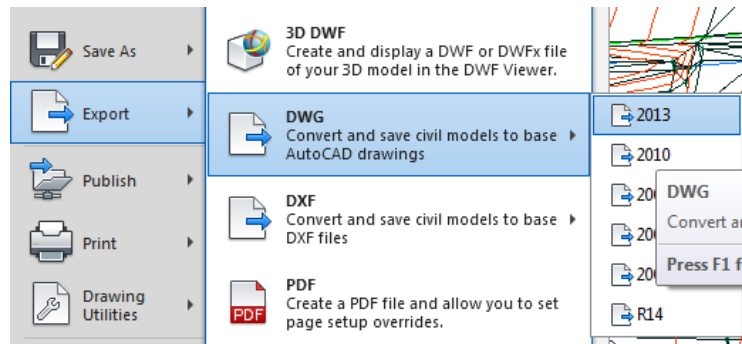 Save As
Export
Publish
Print
Drawing
Utilities
3D DWF
Create and display a DWF or DWFx file
of your 3D model in the DWF Viewer.
DWG
Convert and save civil models to base
AutoCAD drawings
DXF
Convert and save civil models to base
DXF files
PDF
PDF
Create a PDF file and allow you to set
page setup overrides.
2013
2010
DWG
Convert
Press F1
R14